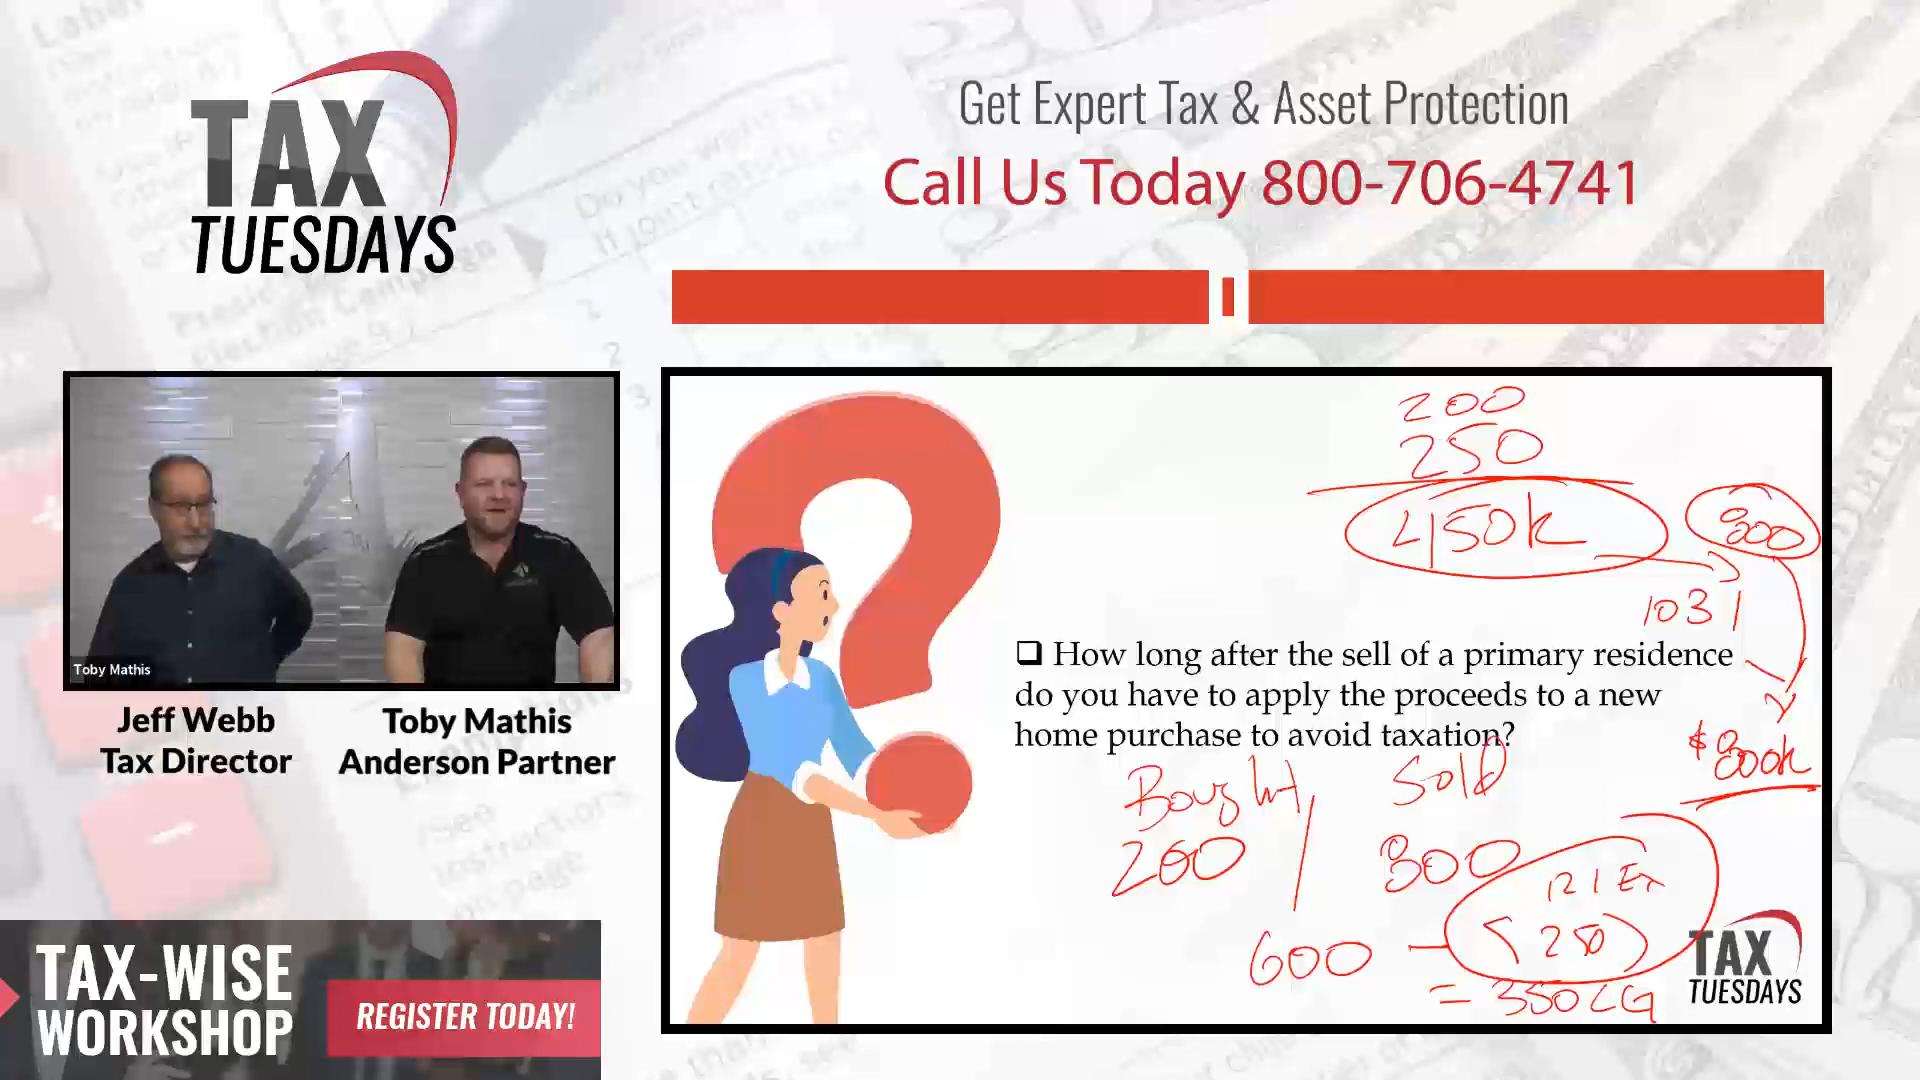 TAX
TUESDAYS
Get Expert Tax & Asset Protection
Call Us Today 800-706-4741
Toby Mathis
Jeff Webb
Tax Director
Toby Mathis
Anderson Partner
TAX-WISE
WORKSHOP
REGISTER TODAY!
200
250
450k
800
1031
❑ How long after the sell of a primary residence
do you have to apply the proceeds to a new
home purchase to avoid taxation?
$800k
Bought Sold
200 / 800
121 Ex
600 - (250)
= 350 CG
TAX
TUESDAYS